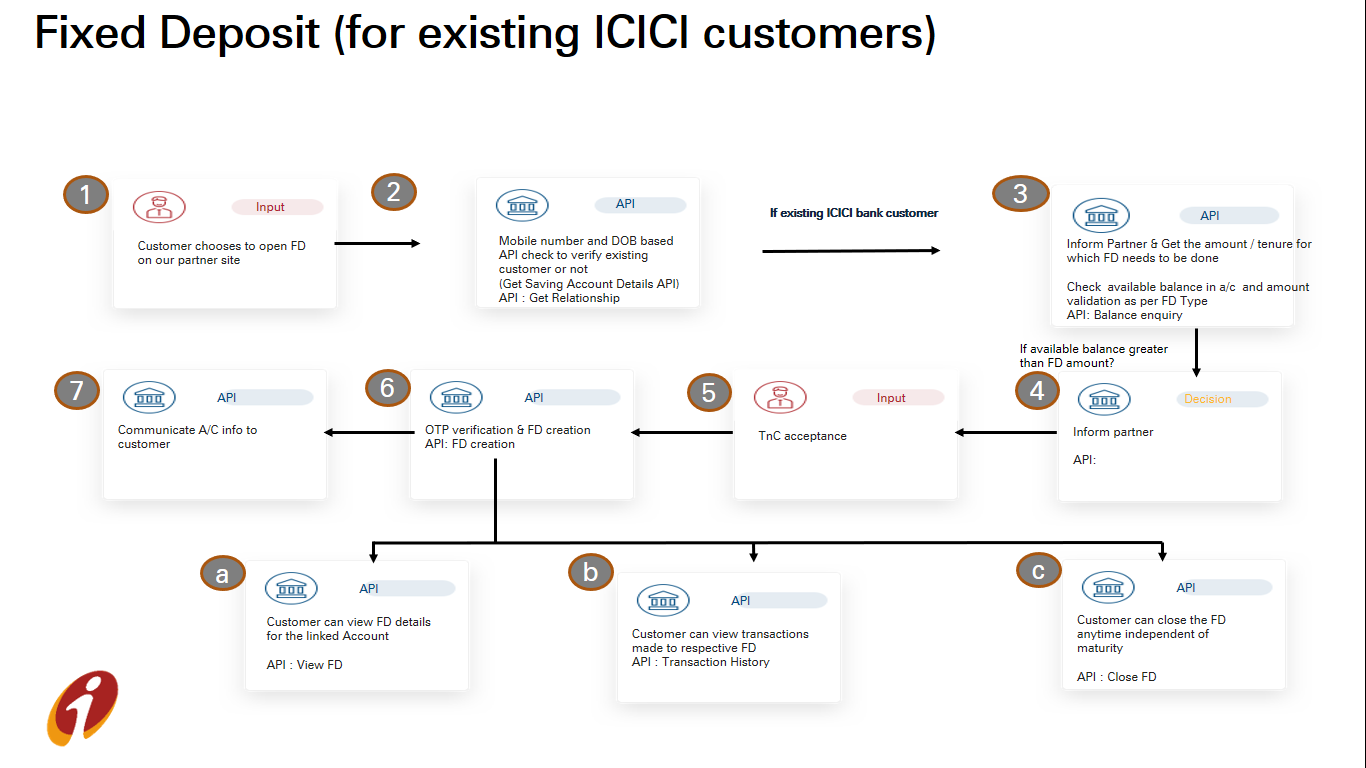 Fixed Deposit (for existing ICICI customers)
1
Input
Customer chooses to open FD
on our partner site
2
API
Mobile number and DOB based
API check to verify existing
customer or not
(Get Saving Account Details API)
API : Get Relationship
If existing ICICI bank customer
3
API
Inform Partner & Get the amount / tenure for
which FD needs to be done
Check  available balance in a/c  and amount
validation as per FD Type
API: Balance enquiry
If available balance greater
than FD amount?
4
Decision
Inform partner
API:
5
Input
TnC acceptance
6
API
OTP verification & FD creation
API: FD creation
7
API
Communicate A/C info to
customer
a
API
Customer can view FD details
for the linked Account
API : View FD
b
API
Customer can view transactions
made to respective FD
API : Transaction History
c
API
Customer can close the FD
anytime independent of
maturity
API : Close FD
i